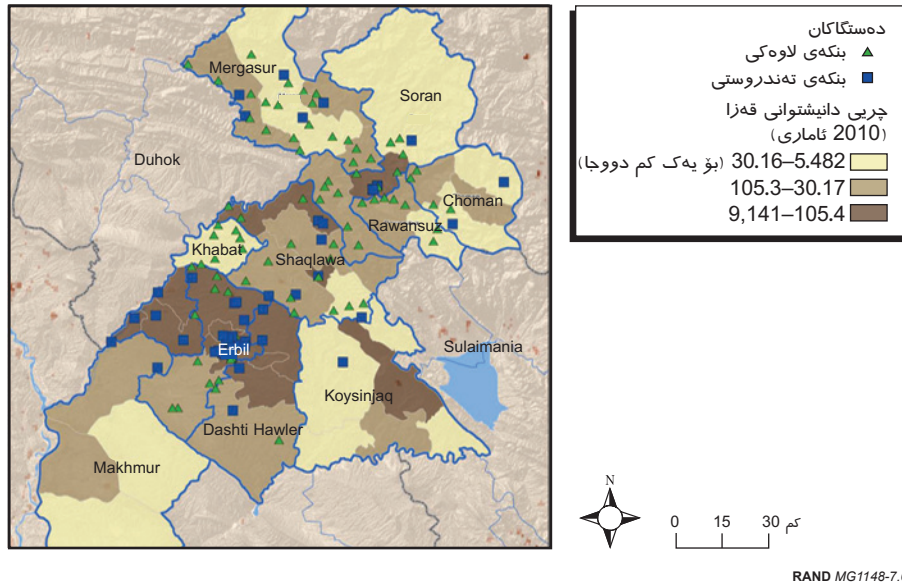 Mergasur
Soran
Duhok
Choman
Rawansuz
Khabat
Shaqlawa
Erbil
Sulaimania
Koysinjaq
Dashti Hawler
Makhmur
دەستگاکان
بنکەی لاوەکی
بنکەی تەندروستی
چریی دانیشتوانی قەزا
(2010 ئاماری)
30.16–5.482 (بۆ یەک کم دووجا)
105.3–30.17
9,141–105.4
N
0 15 30 کم
RAND MG1148-7.